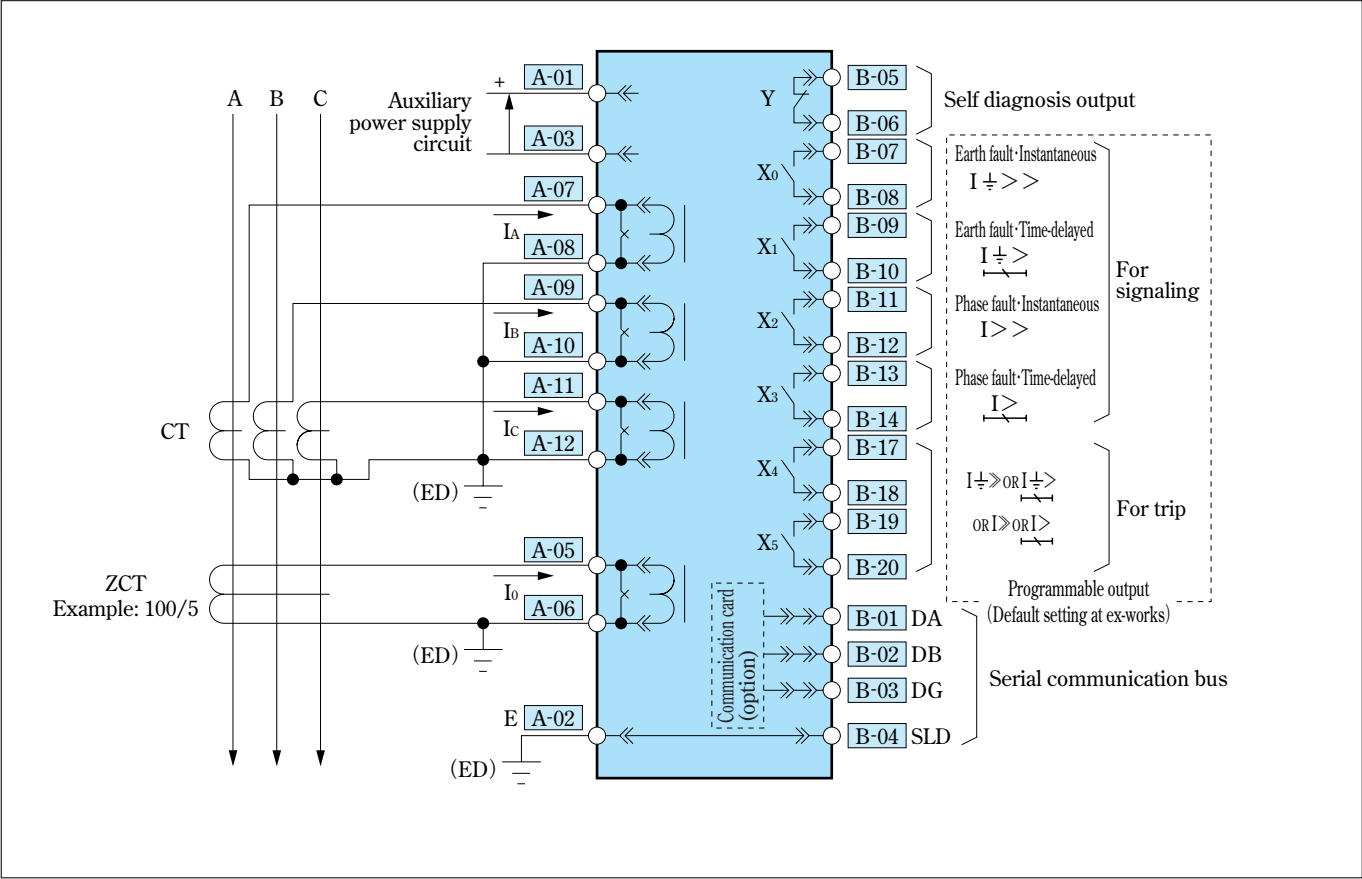 A B C
Auxiliary
power supply
circuit
+
A-01
A-03
A-07
IA
A-08
A-09
IB
A-10
A-11
IC
A-12
CT
(ED)
A-05
ZCT
Example: 100/5
I0
A-06
(ED)
E A-02
(ED)
Y
X0
X1
X2
X3
X4
X5
Communication card
(option)
B-05
B-06
Self diagnosis output
B-07
B-08
Earth fault·Instantaneous
I⏚>>
B-09
B-10
Earth fault·Time-delayed
I⏚>
B-11
B-12
Phase fault·Instantaneous
I>>
B-13
B-14
Phase fault·Time-delayed
I>
For
signaling
B-17
B-18
B-19
B-20
I⏚≫ORI⏚>
ORI≫ORI>
For trip
Programmable output
(Default setting at ex-works)
B-01 DA
B-02 DB
B-03 DG
B-04 SLD
Serial communication bus